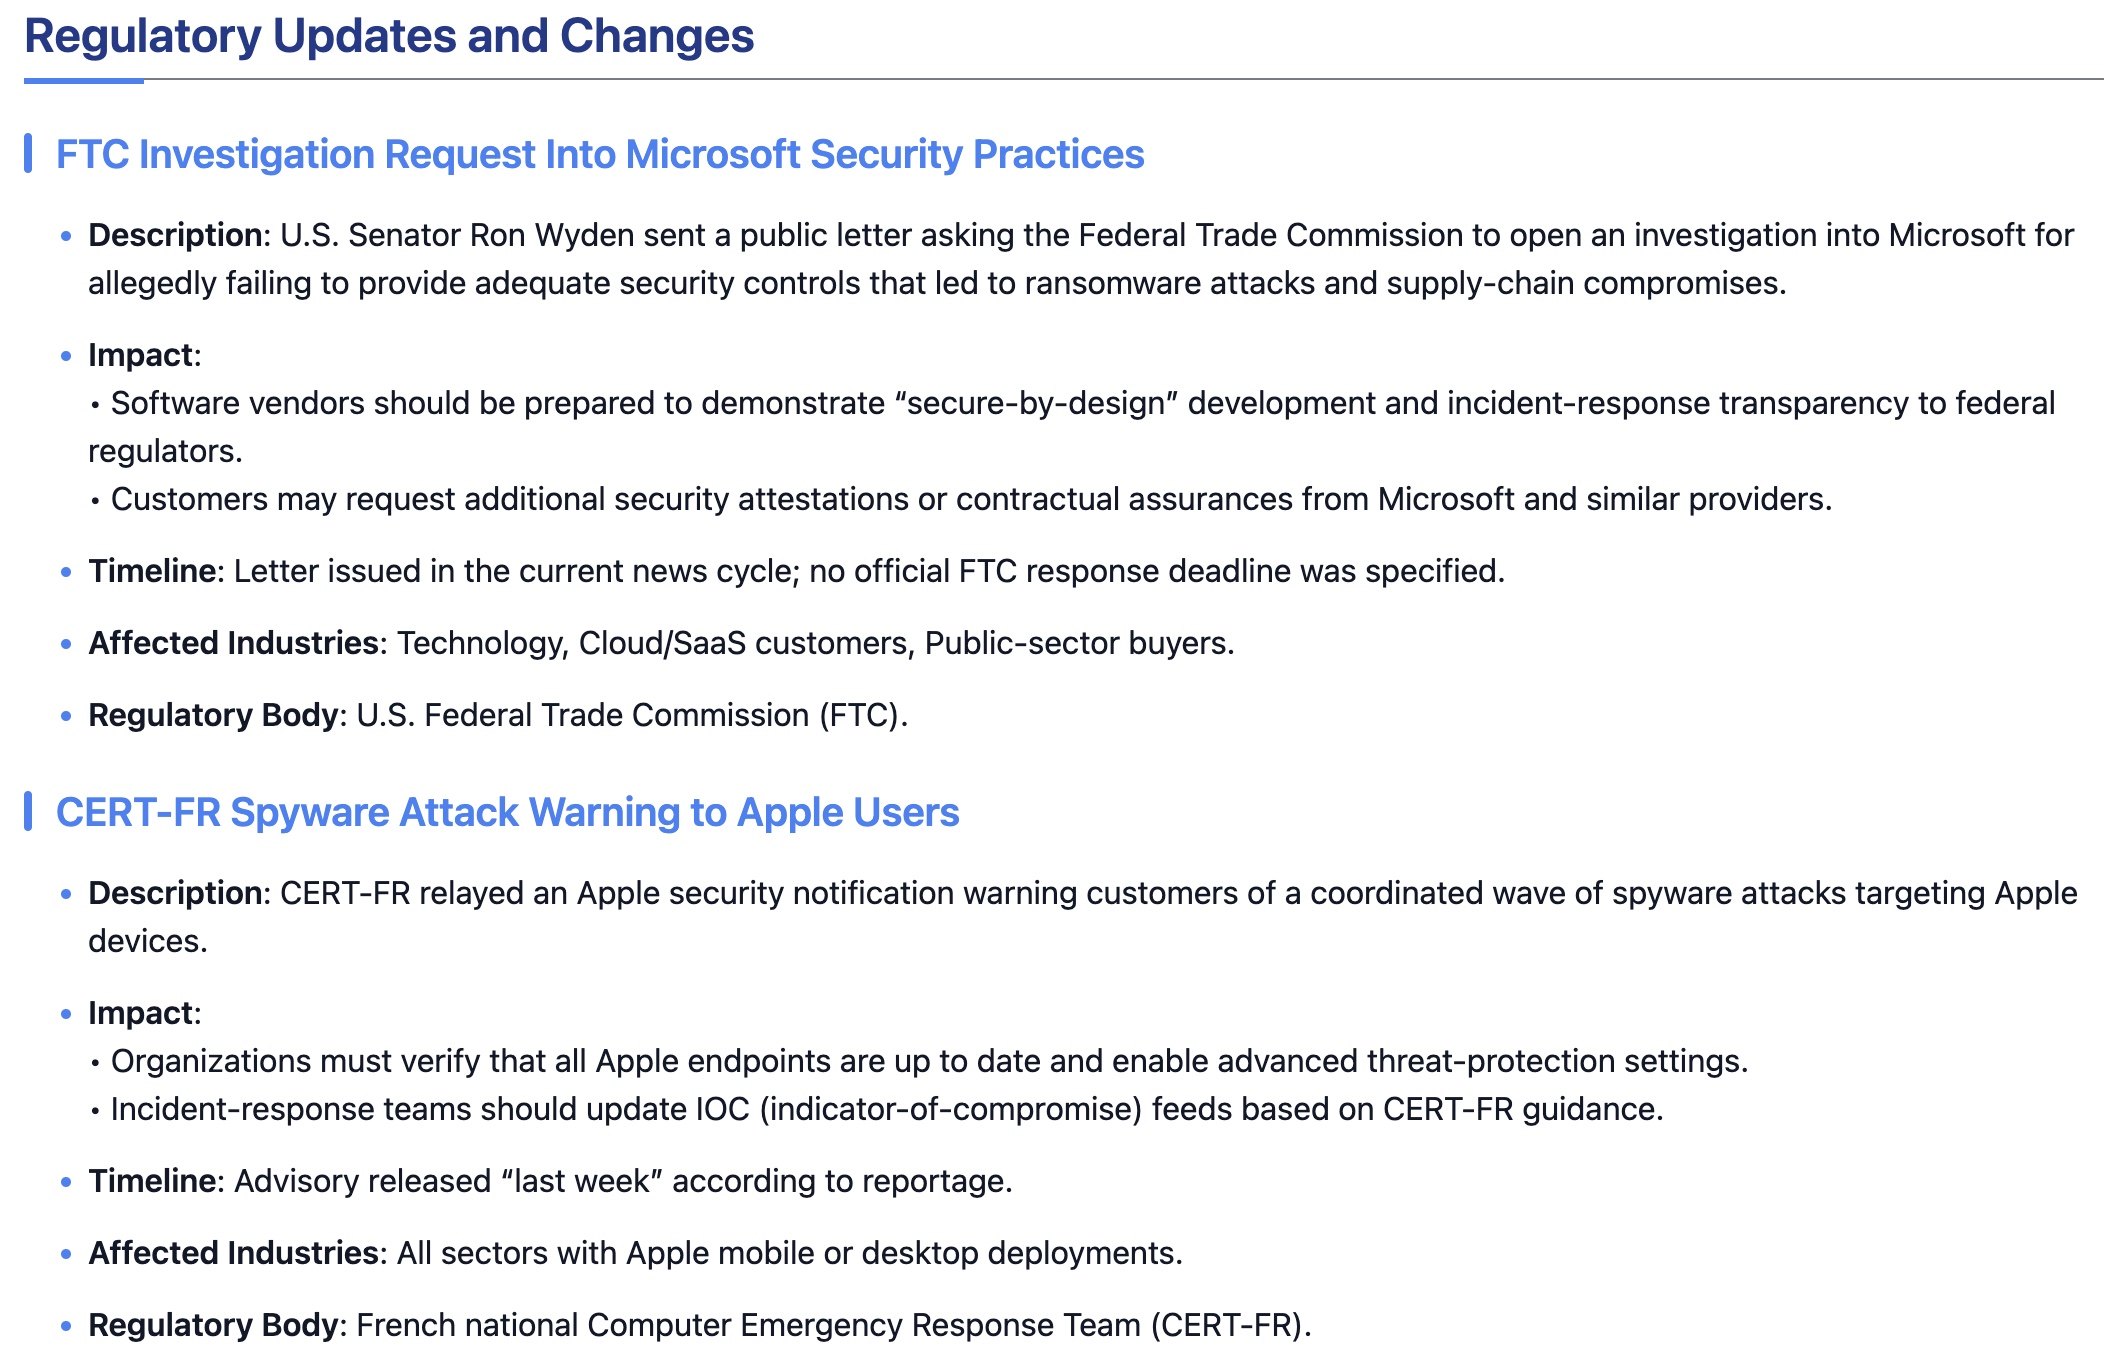 Regulatory Updates and Changes
FTC Investigation Request Into Microsoft Security Practices
• Description: U.S. Senator Ron Wyden sent a public letter asking the Federal Trade Commission to open an investigation into Microsoft for
allegedly failing to provide adequate security controls that led to ransomware attacks and supply-chain compromises.
• Impact:
• Software vendors should be prepared to demonstrate “secure-by-design” development and incident-response transparency to federal
regulators.
• Customers may request additional security attestations or contractual assurances from Microsoft and similar providers.
• Timeline: Letter issued in the current news cycle; no official FTC response deadline was specified.
• Affected Industries: Technology, Cloud/SaaS customers, Public-sector buyers.
• Regulatory Body: U.S. Federal Trade Commission (FTC).
CERT-FR Spyware Attack Warning to Apple Users
• Description: CERT-FR relayed an Apple security notification warning customers of a coordinated wave of spyware attacks targeting Apple
devices.
• Impact:
• Organizations must verify that all Apple endpoints are up to date and enable advanced threat-protection settings.
• Incident-response teams should update IOC (indicator-of-compromise) feeds based on CERT-FR guidance.
• Timeline: Advisory released “last week” according to reportage.
• Affected Industries: All sectors with Apple mobile or desktop deployments.
• Regulatory Body: French national Computer Emergency Response Team (CERT-FR).